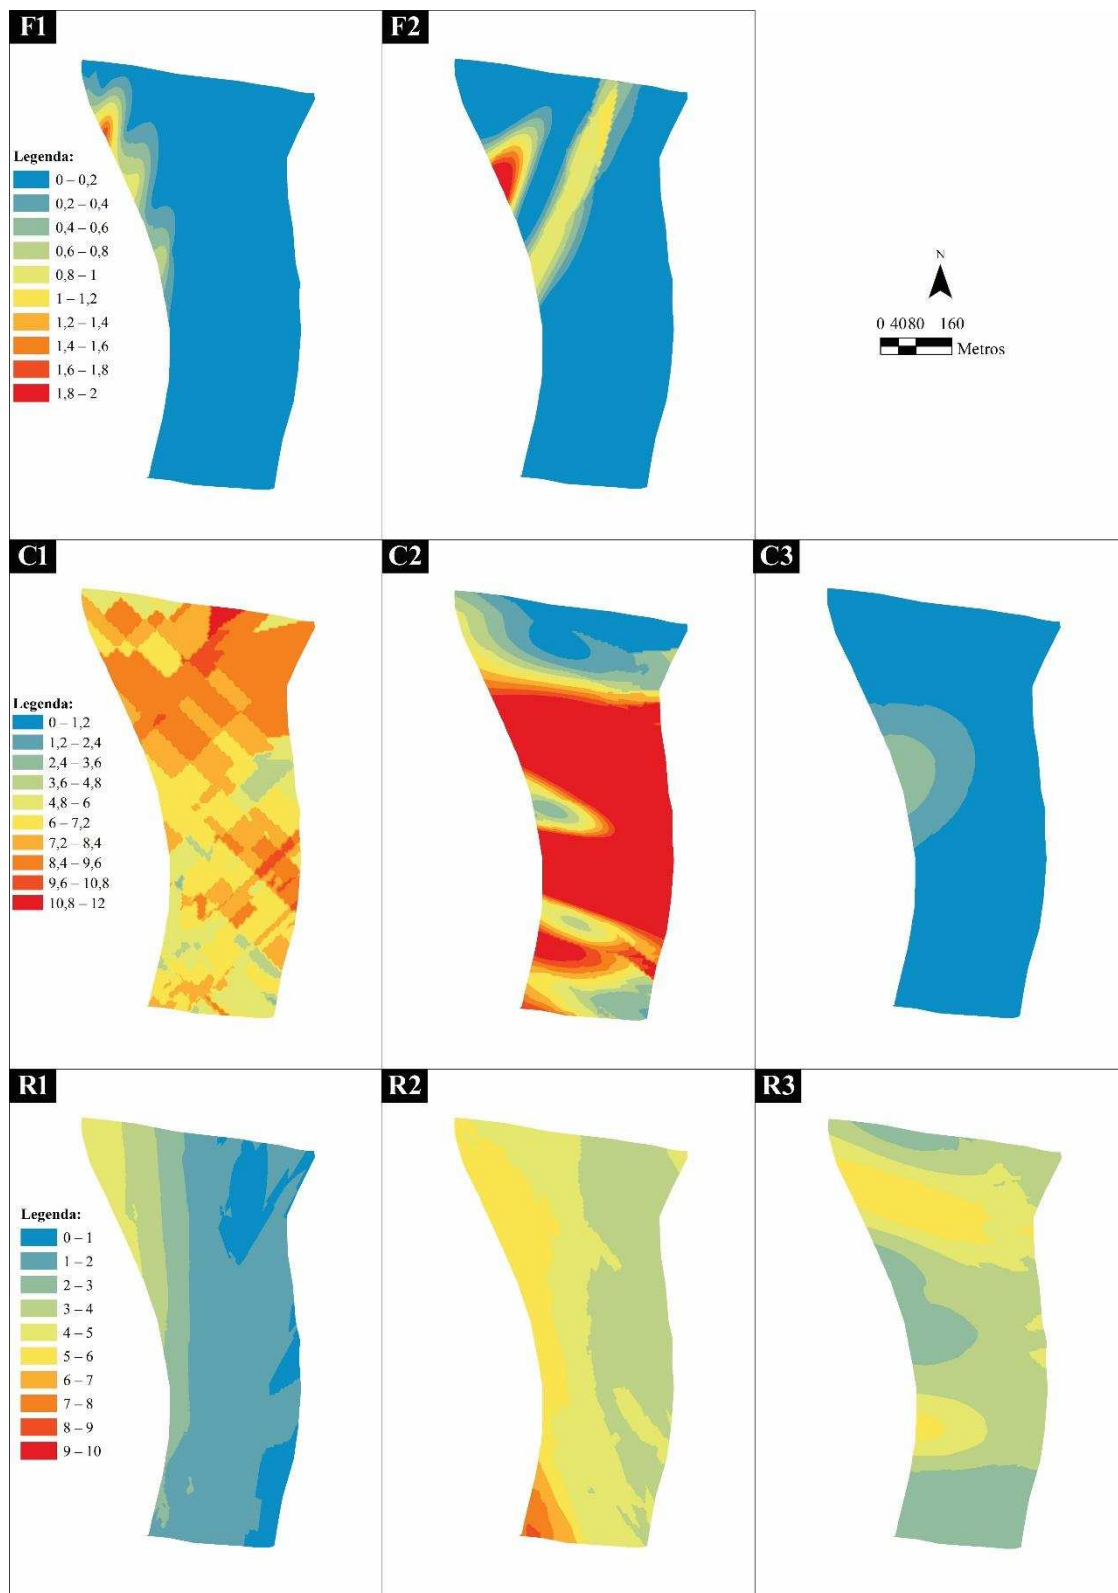 F1
F2
Legenda:
0 – 0,2
0,2 – 0,4
0,4 – 0,6
0,6 – 0,8
0,8 – 1
1 – 1,2
1,2 – 1,4
1,4 – 1,6
1,6 – 1,8
1,8 – 2
N
0 4080 160
Metros
C1
C2
C3
Legenda:
0 – 1,2
1,2 – 2,4
2,4 – 3,6
3,6 – 4,8
4,8 – 6
6 – 7,2
7,2 – 8,4
8,4 – 9,6
9,6 – 10,8
10,8 – 12
R1
R2
R3
Legenda:
0 – 1
1 – 2
2 – 3
3 – 4
4 – 5
5 – 6
6 – 7
7 – 8
8 – 9
9 – 10